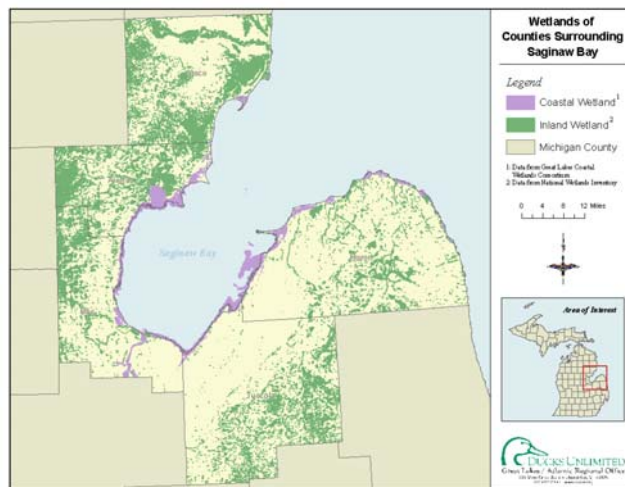 Wetlands of
Counties Surrounding
Saginaw Bay
Legend
Coastal Wetland¹
Inland Wetland²
Michigan County
1: Data from Great Lakes Coastal
Wetlands Consortium
2: Data from National Wetlands Inventory
0 4 8 12 Miles
Saginaw Bay
Area of Interest
DUCKS UNLIMITED
Great Lakes / Atlantic Regional Office